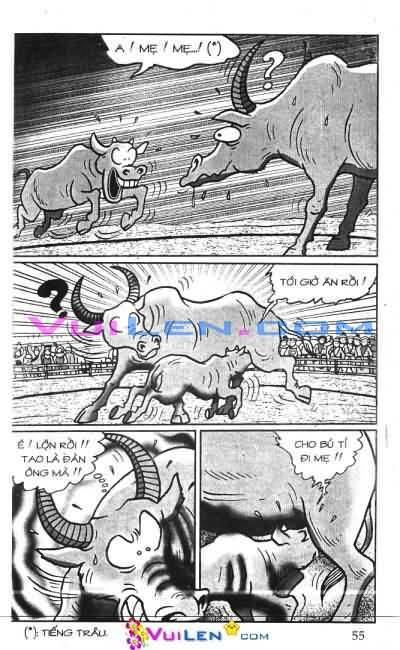 A ! MẸ ! MẸ...! (*)
?
TỚI GIỜ ĂN RỒI !
?
VuiLen.com
Ê ! LỘN RỒI !!
TAO LÀ ĐÀN
ÔNG MÀ !!
CHO BÚ TÍ
ĐI MẸ !!
(*): TIẾNG TRÂU.
VuiLen.com
55